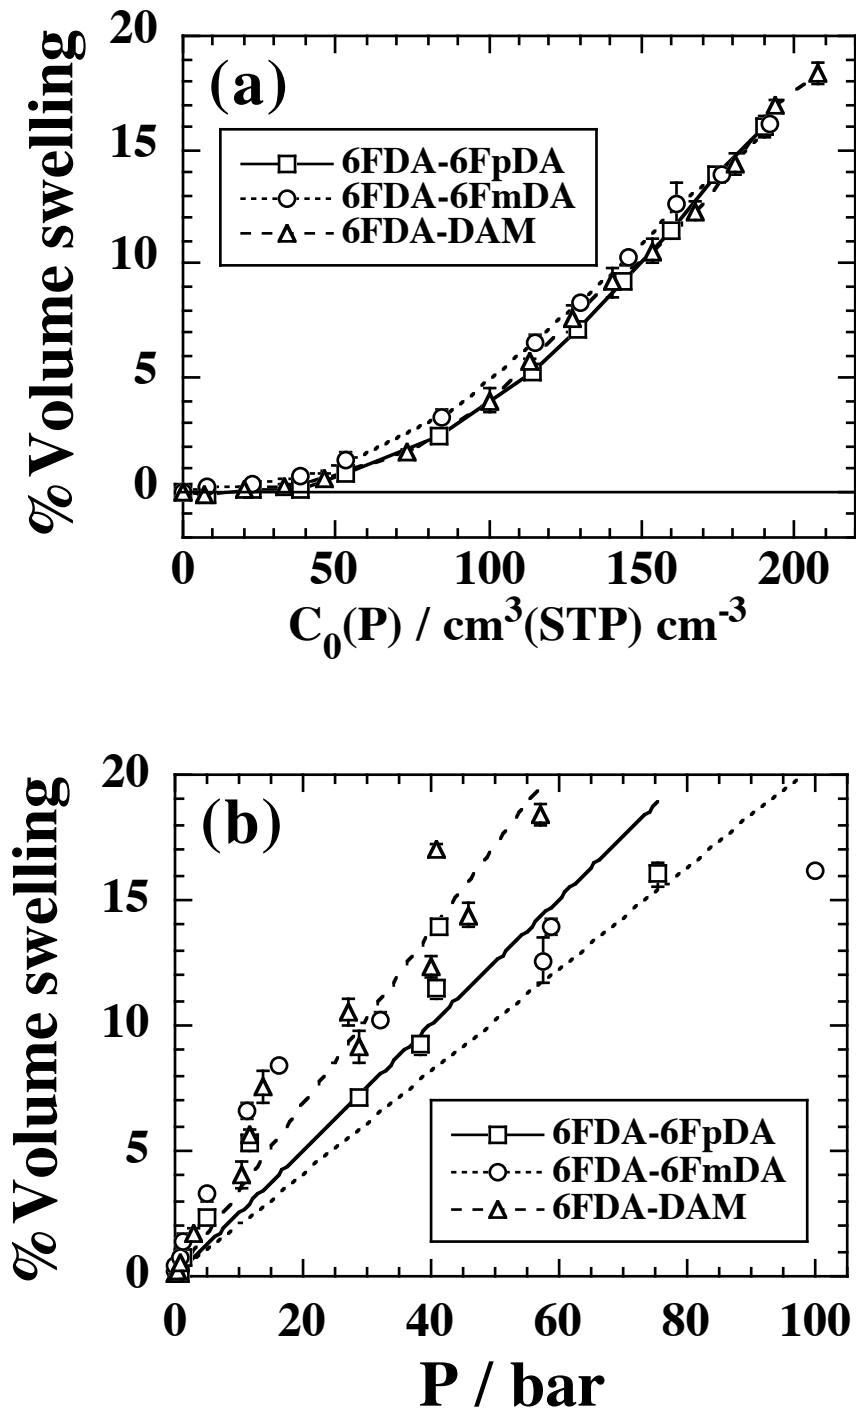 20
15
10
5
0
% Volume swelling
(a)
6FDA-6FpDA
6FDA-6FmDA
6FDA-DAM
0 50 100 150 200
C₀(P) / cm³(STP) cm⁻³
20
15
10
5
0
% Volume swelling
(b)
6FDA-6FpDA
6FDA-6FmDA
6FDA-DAM
0 20 40 60 80 100
P / bar